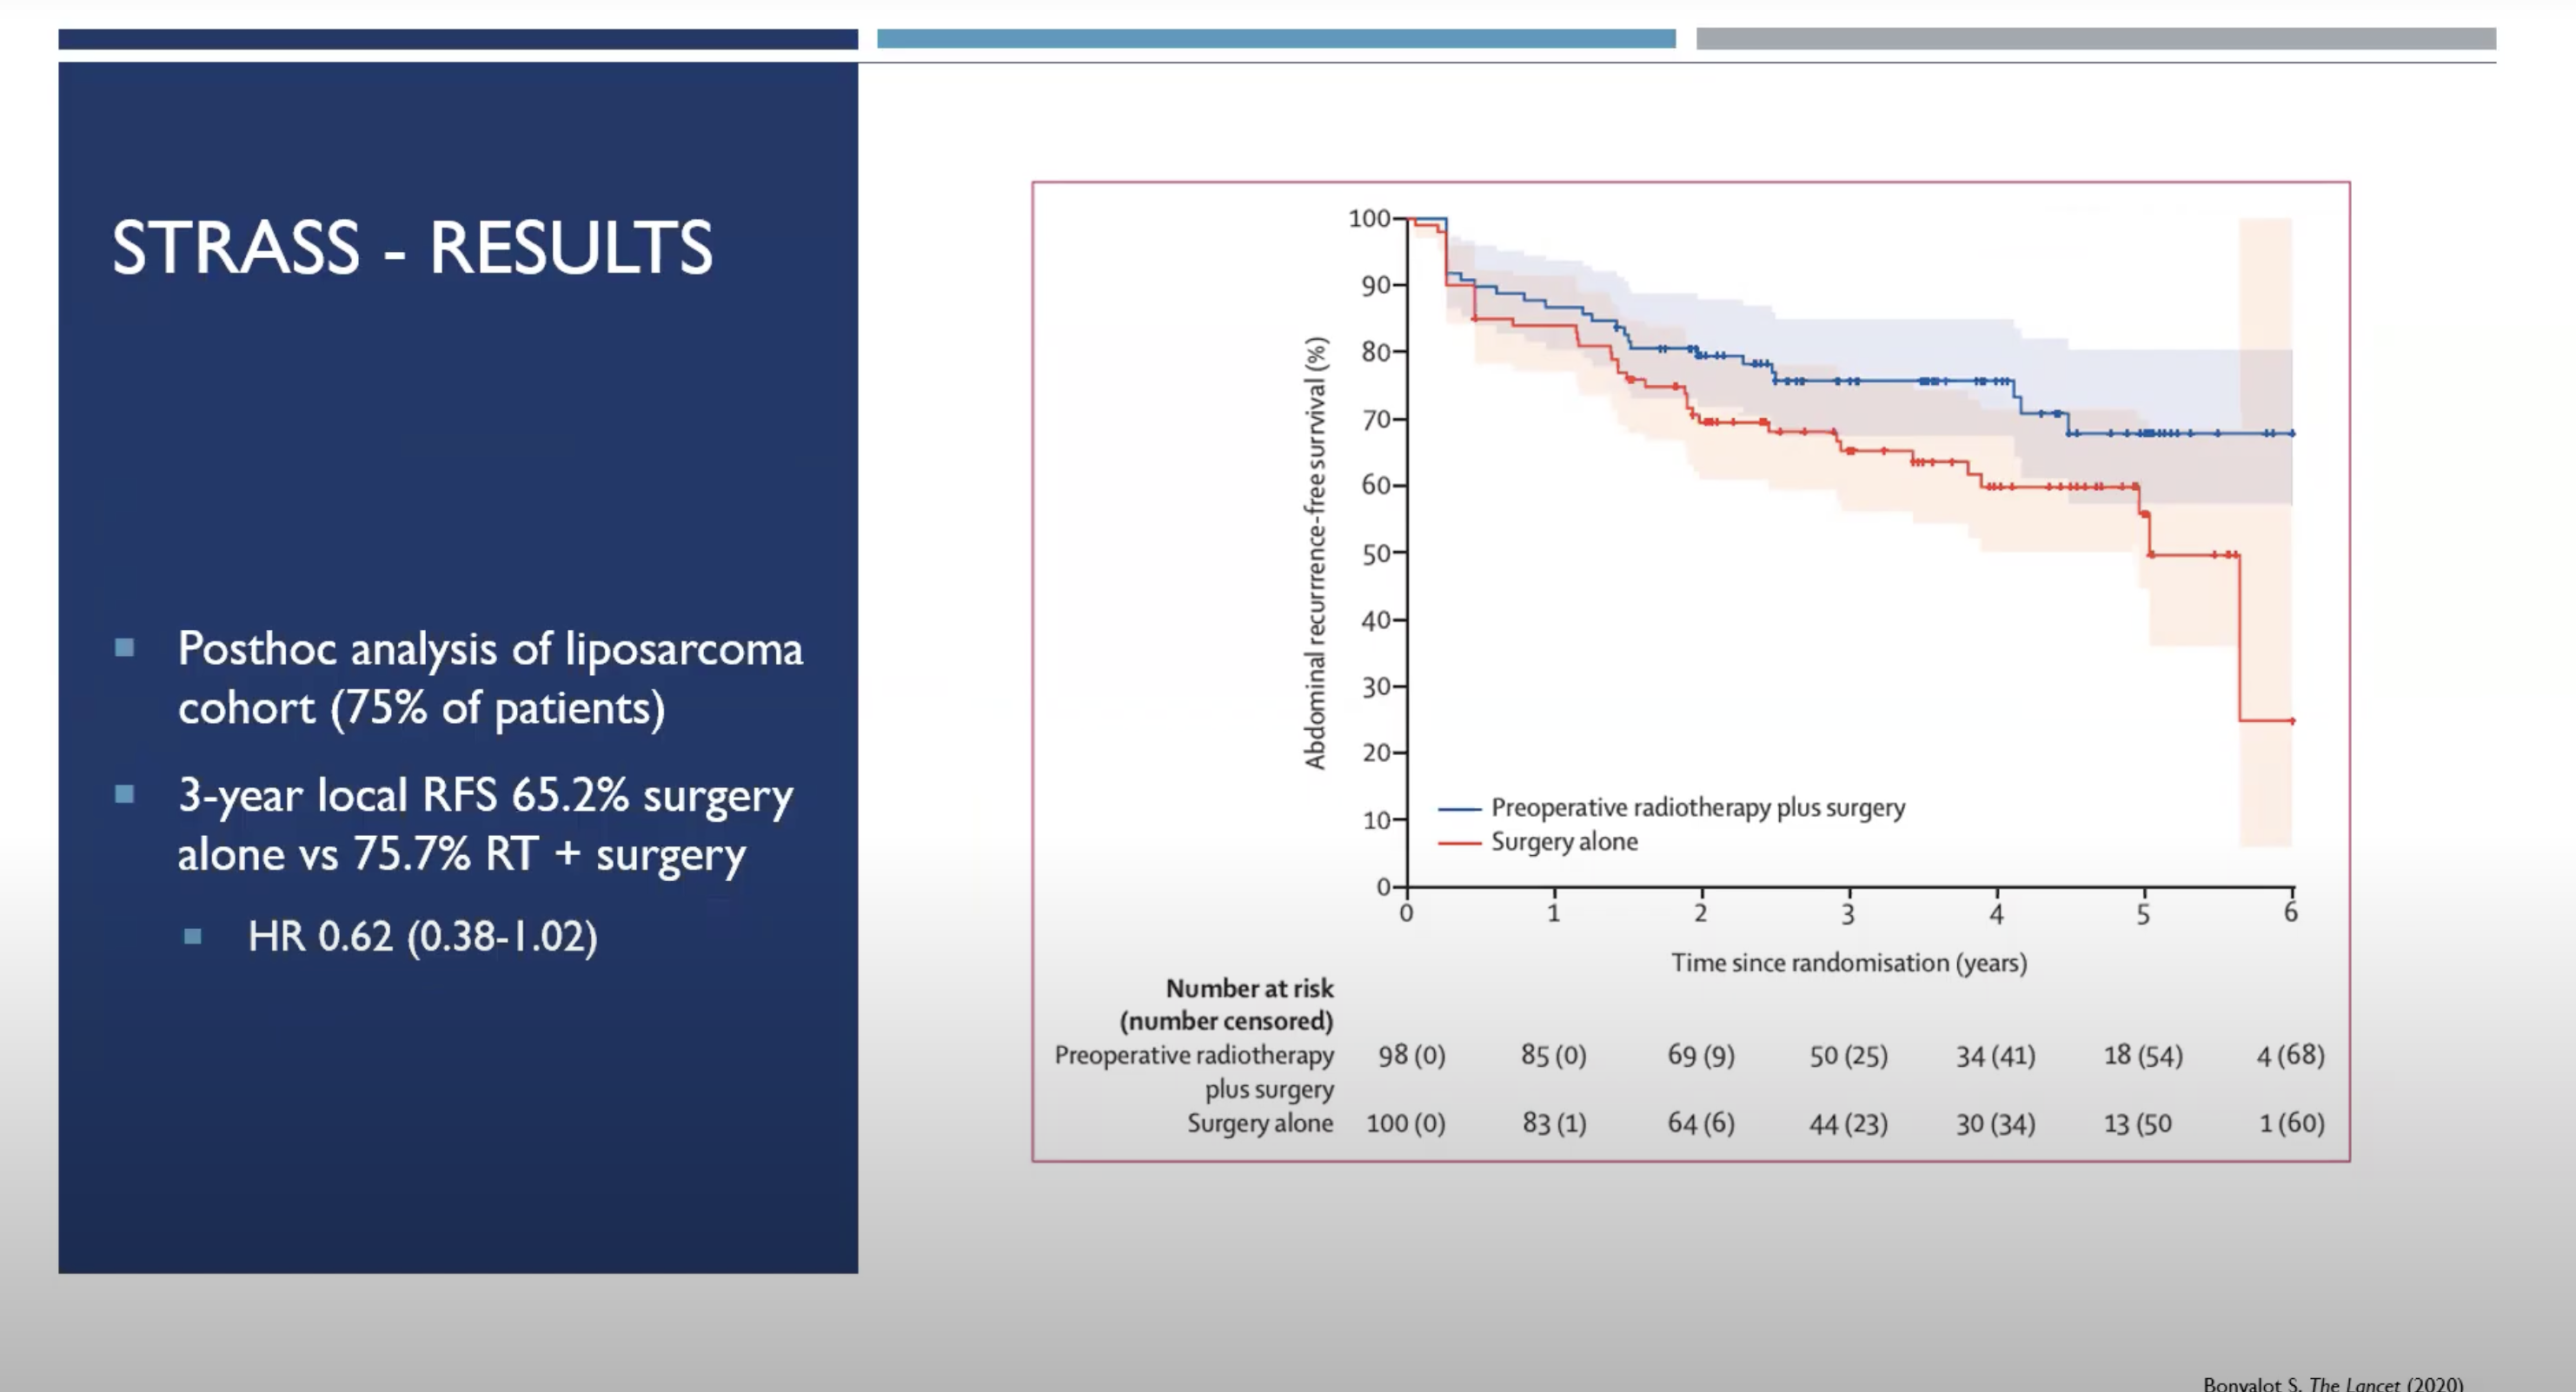 STRASS - RESULTS
Posthoc analysis of liposarcoma
cohort (75% of patients)
3-year local RFS 65.2% surgery
alone vs 75.7% RT + surgery
HR 0.62 (0.38-1.02)
Abdominal recurrence-free survival (%)
100
90
80
70
60
50
40
30
20
10
0
Preoperative radiotherapy plus surgery
Surgery alone
0 1 2 3 4 5 6
Time since randomisation (years)
Number at risk
(number censored)
Preoperative radiotherapy 98 (0) 85 (0) 69 (9) 50 (25) 34 (41) 18 (54) 4 (68)
plus surgery
Surgery alone 100 (0) 83 (1) 64 (6) 44 (23) 30 (34) 13 (50 1 (60)
Bonvalot S. The Lancet (2020)